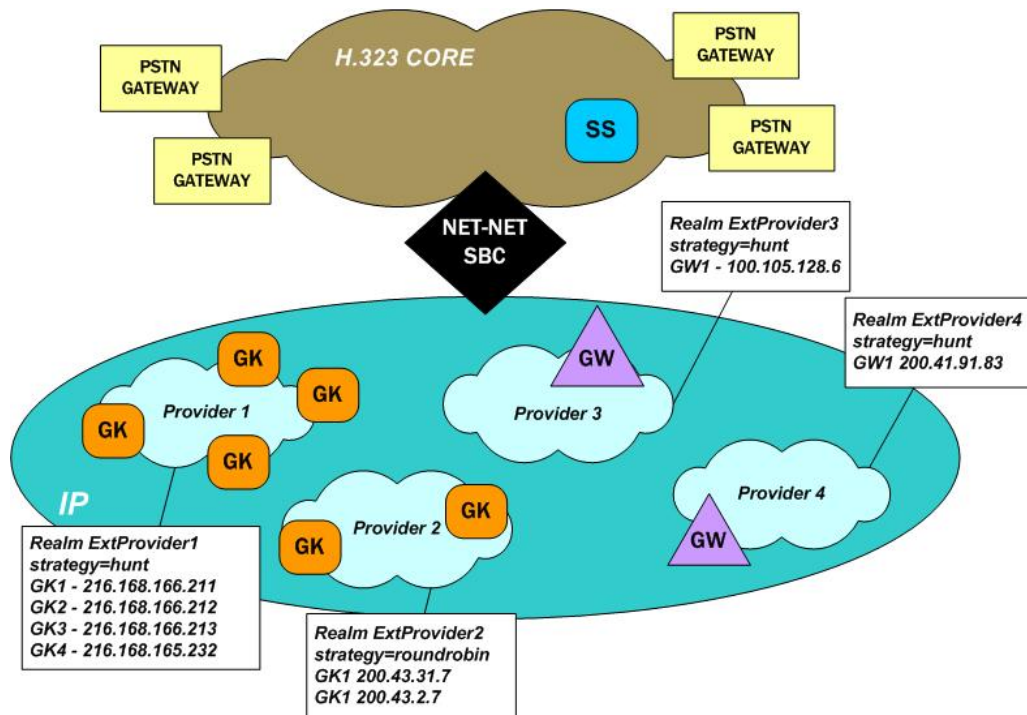 H.323 CORE
PSTN
GATEWAY
PSTN
GATEWAY
PSTN
GATEWAY
PSTN
GATEWAY
SS
NET-NET
SBC
Realm ExtProvider3
strategy=hunt
GW1 - 100.105.128.6
Realm ExtProvider4
strategy=hunt
GW1 200.41.91.83
GK
GK
GK
GK
Provider 1
GW
Provider 3
GK
GK
Provider 2
Provider 4
GW
IP
Realm ExtProvider1
strategy=hunt
GK1 - 216.168.166.211
GK2 - 216.168.166.212
GK3 - 216.168.166.213
GK4 - 216.168.165.232
Realm ExtProvider2
strategy=roundrobin
GK1 200.43.31.7
GK1 200.43.2.7